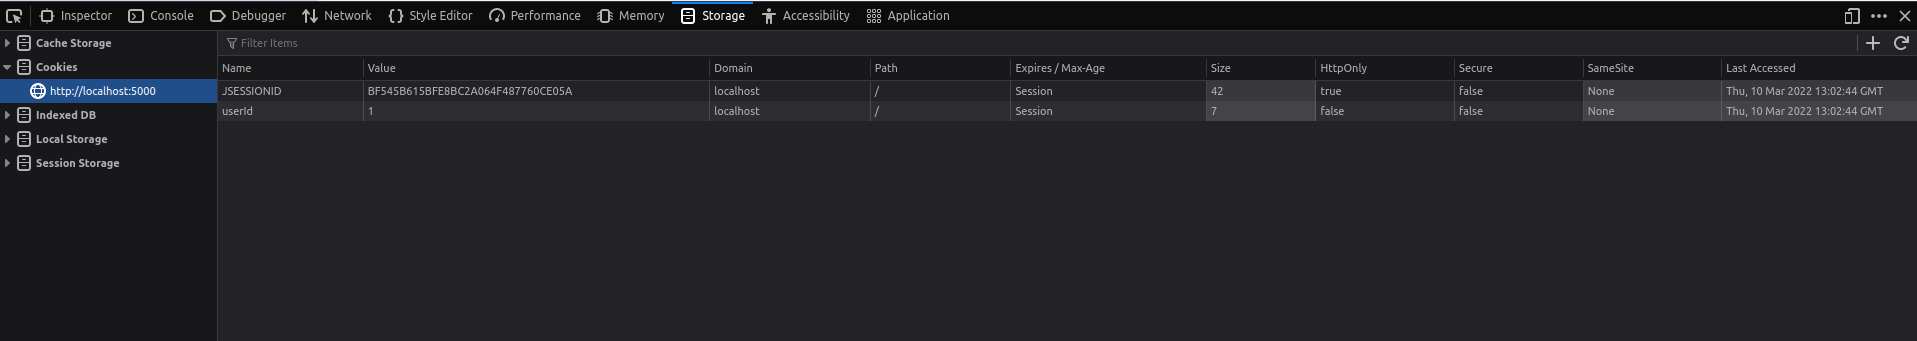 Inspector Console Debugger Network Style Editor Performance Memory Storage Accessibility Application
Cache Storage
Filter Items
Cookies
Name Value Domain Path Expires / Max-Age Size HttpOnly Secure SameSite Last Accessed
http://localhost:5000
JSESSIONID BF545B615BFE8BC2A064F487760CE05A localhost / Session 42 true false None Thu, 10 Mar 2022 13:02:44 GMT
userId 1 localhost / Session 7 false false None Thu, 10 Mar 2022 13:02:44 GMT
Indexed DB
Local Storage
Session Storage